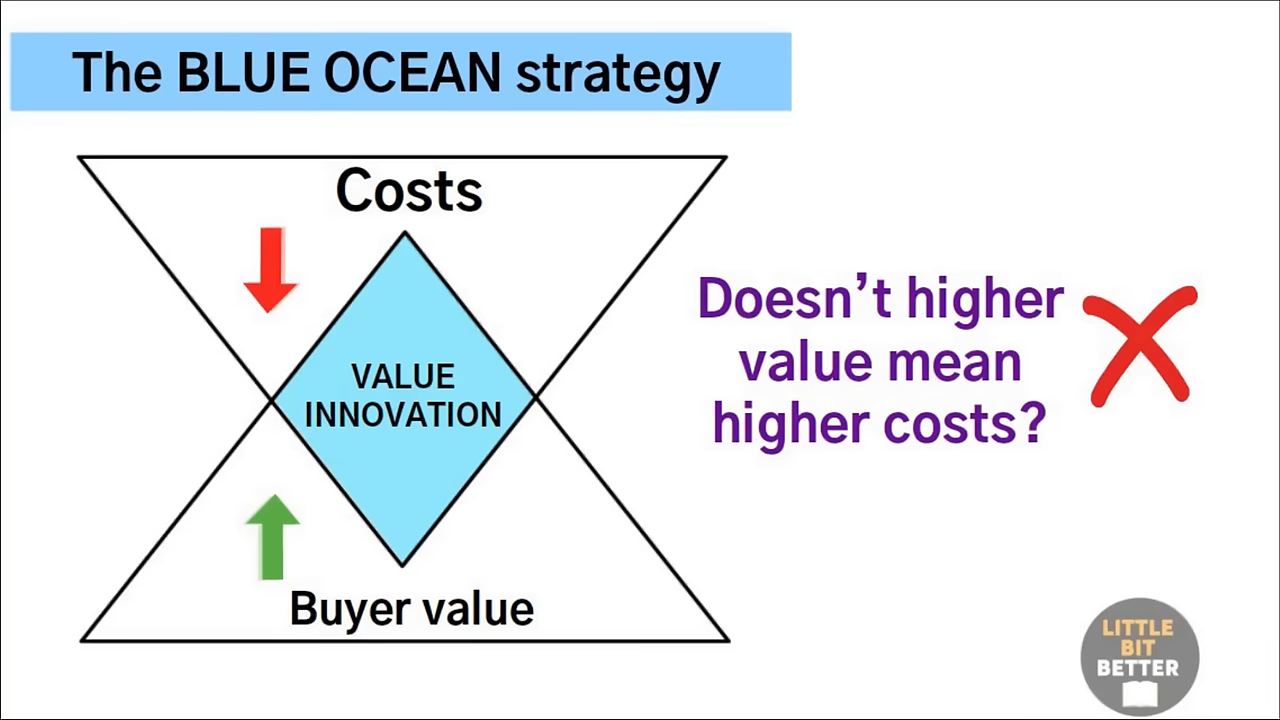 The BLUE OCEAN strategy
Costs
VALUE
INNOVATION
Buyer value
Doesn’t higher
value mean
higher costs?
LITTLE
BIT
BETTER